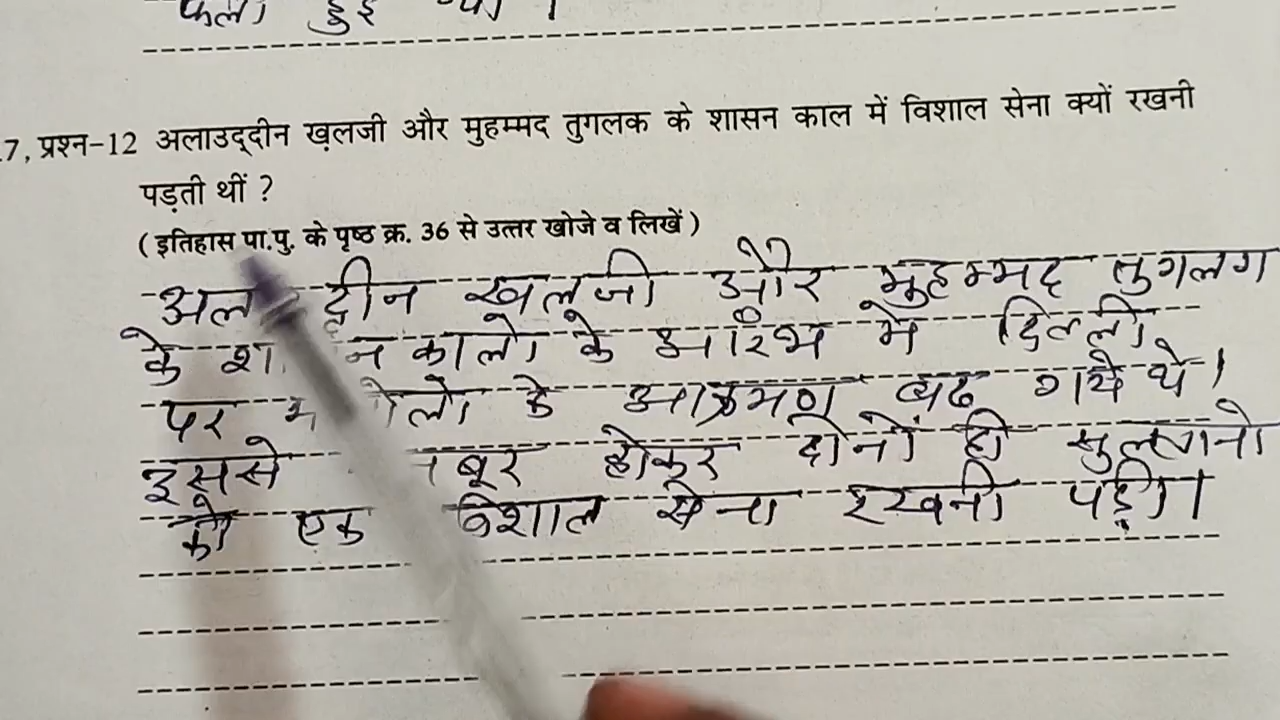 फैली हुई थी ।
7, प्रश्न-12 अलाउद्दीन ख़लजी और मुहम्मद तुगलक के शासन काल में विशाल सेना क्यों रखनी
पड़ती थीं ?
( इतिहास पा.पु. के पृष्ठ क्र. 36 से उत्तर खोजे व लिखें )
खलजी और मुहम्मद तुगलग
के कालो के आरंभ मे दिल्ली
पर के आक्रमण बढ गये थे।
इससे होकर दोनों ही सुल्तानो
को एक विशाल सेना रखनी पड़ी।